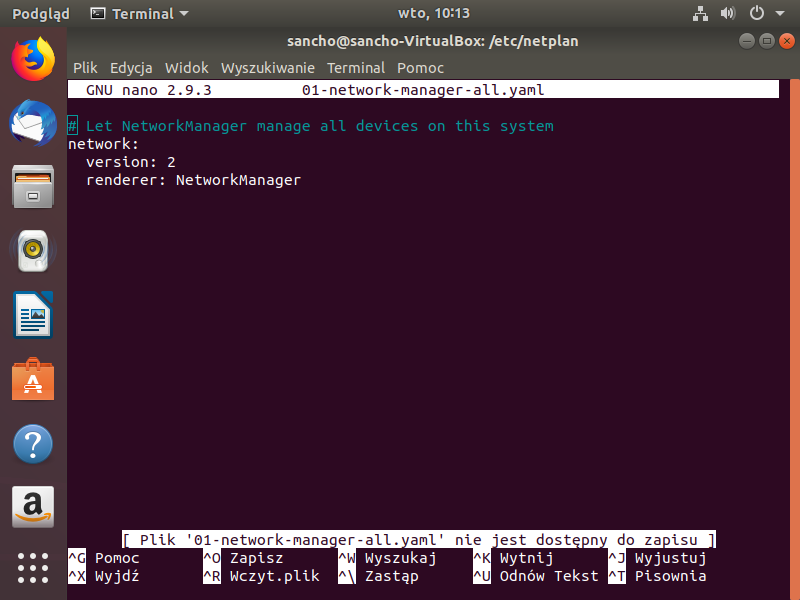 Podgląd Terminal wto, 10:13
sancho@sancho-VirtualBox: /etc/netplan
Plik Edycja Widok Wyszukiwanie Terminal Pomoc
GNU nano 2.9.3 01-network-manager-all.yaml
# Let NetworkManager manage all devices on this system
network:
  version: 2
  renderer: NetworkManager
[ Plik '01-network-manager-all.yaml' nie jest dostępny do zapisu ]
^G Pomoc ^O Zapisz ^W Wyszukaj ^K Wytnij ^J Wyjustuj
^X Wyjdź ^R Wczyt.plik ^\ Zastąp ^U Odnów Tekst ^T Pisownia